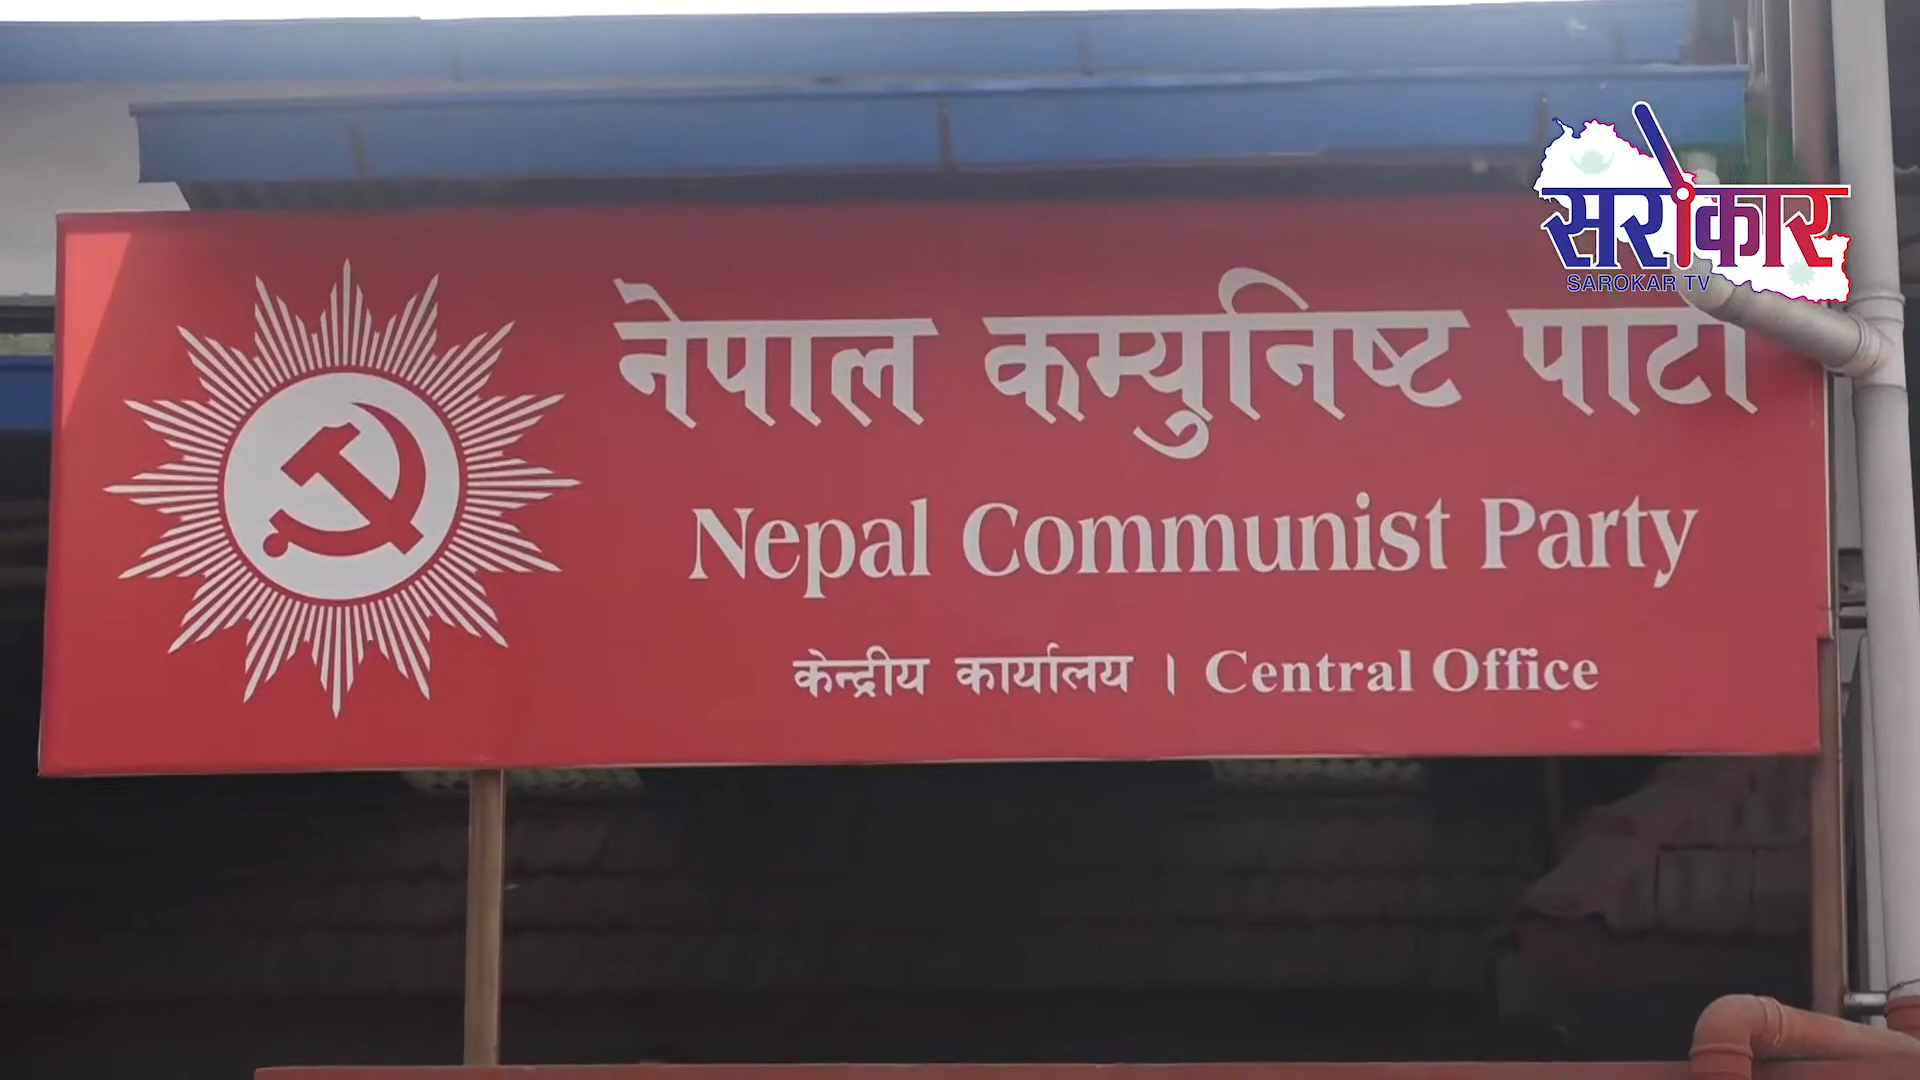 सरोकार
SAROKAR TV
नेपाल कम्युनिष्ट पार्टी
Nepal Communist Party
केन्द्रीय कार्यालय । Central Office